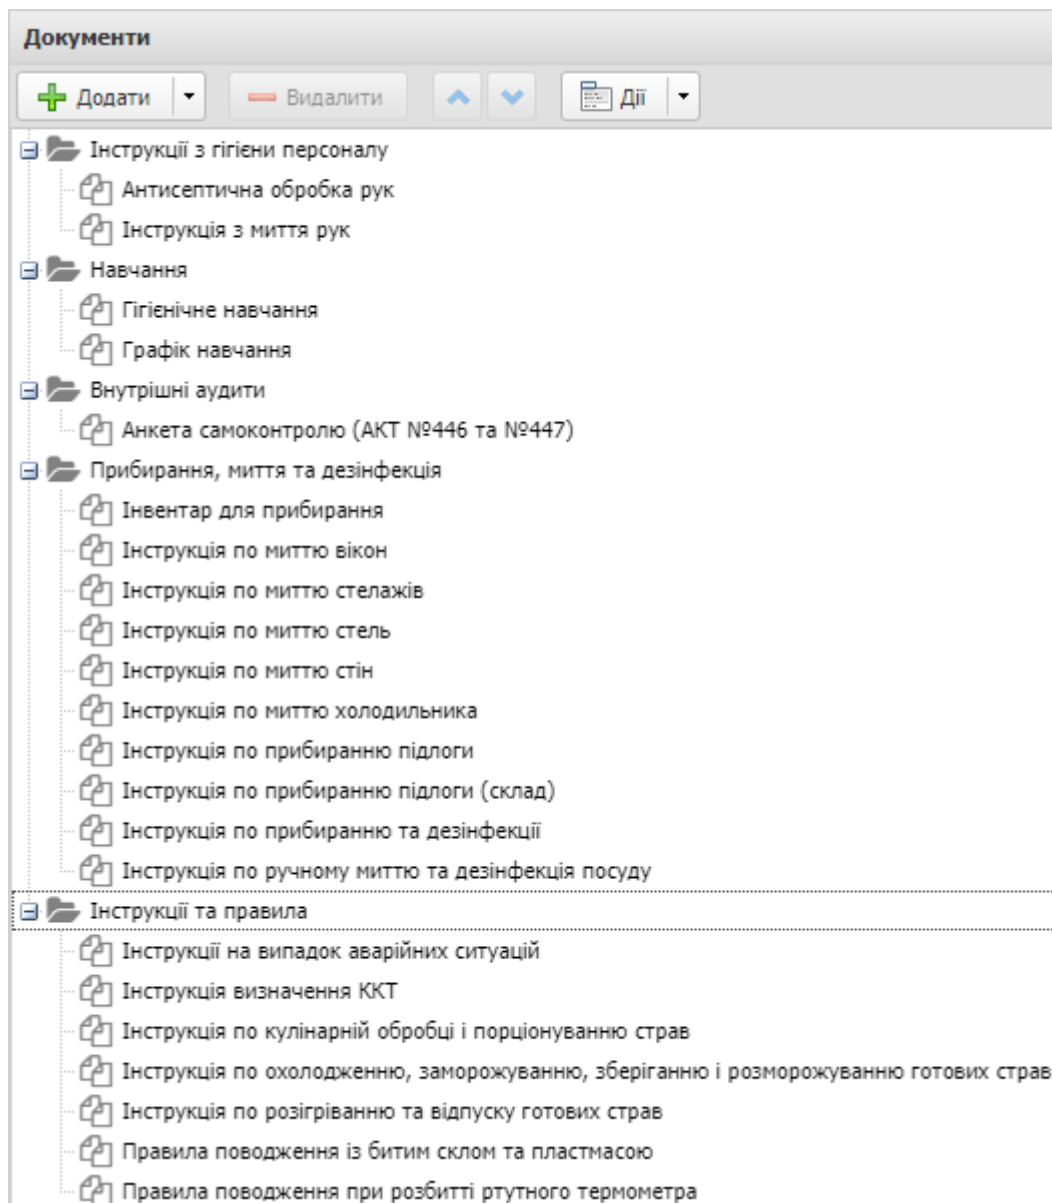 Документи
Додати Видалити Дії
Інструкції з гігієни персоналу
Антисептична обробка рук
Інструкція з миття рук
Навчання
Гігієнічне навчання
Графік навчання
Внутрішні аудити
Анкета самоконтролю (АКТ №446 та №447)
Прибирання, миття та дезінфекція
Інвентар для прибирання
Інструкція по миттю вікон
Інструкція по миттю стелажів
Інструкція по миттю стель
Інструкція по миттю стін
Інструкція по миттю холодильника
Інструкція по прибиранню підлоги
Інструкція по прибиранню підлоги (склад)
Інструкція по прибиранню та дезінфекції
Інструкція по ручному миттю та дезінфекція посуду
Інструкції та правила
Інструкції на випадок аварійних ситуацій
Інструкція визначення ККТ
Інструкція по кулінарній обробці і порціонуванню страв
Інструкція по охолодженню, заморожуванню, зберіганню і розморожуванню готових страв
Інструкція по розігріванню та відпуску готових страв
Правила поводження із битим склом та пластмасою
Правила поводження при розбитті ртутного термометра